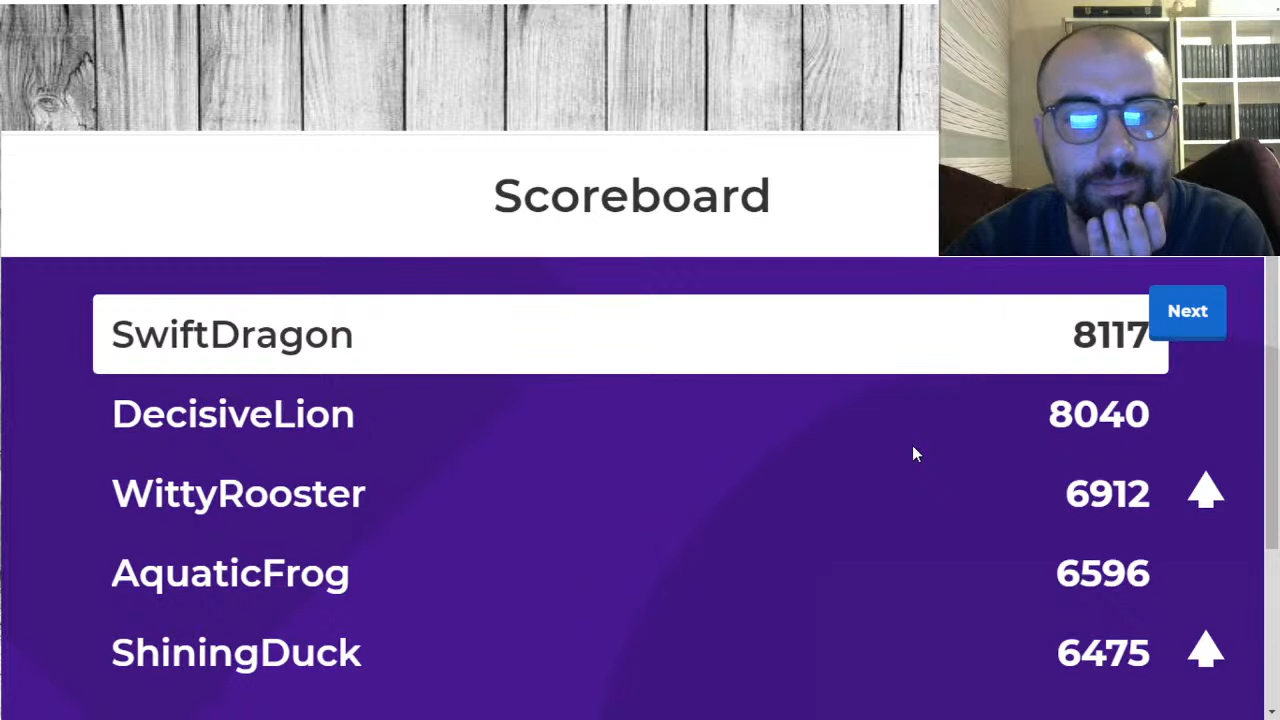 Scoreboard
SwiftDragon 8117
Next
DecisiveLion 8040
WittyRooster 6912
AquaticFrog 6596
ShiningDuck 6475